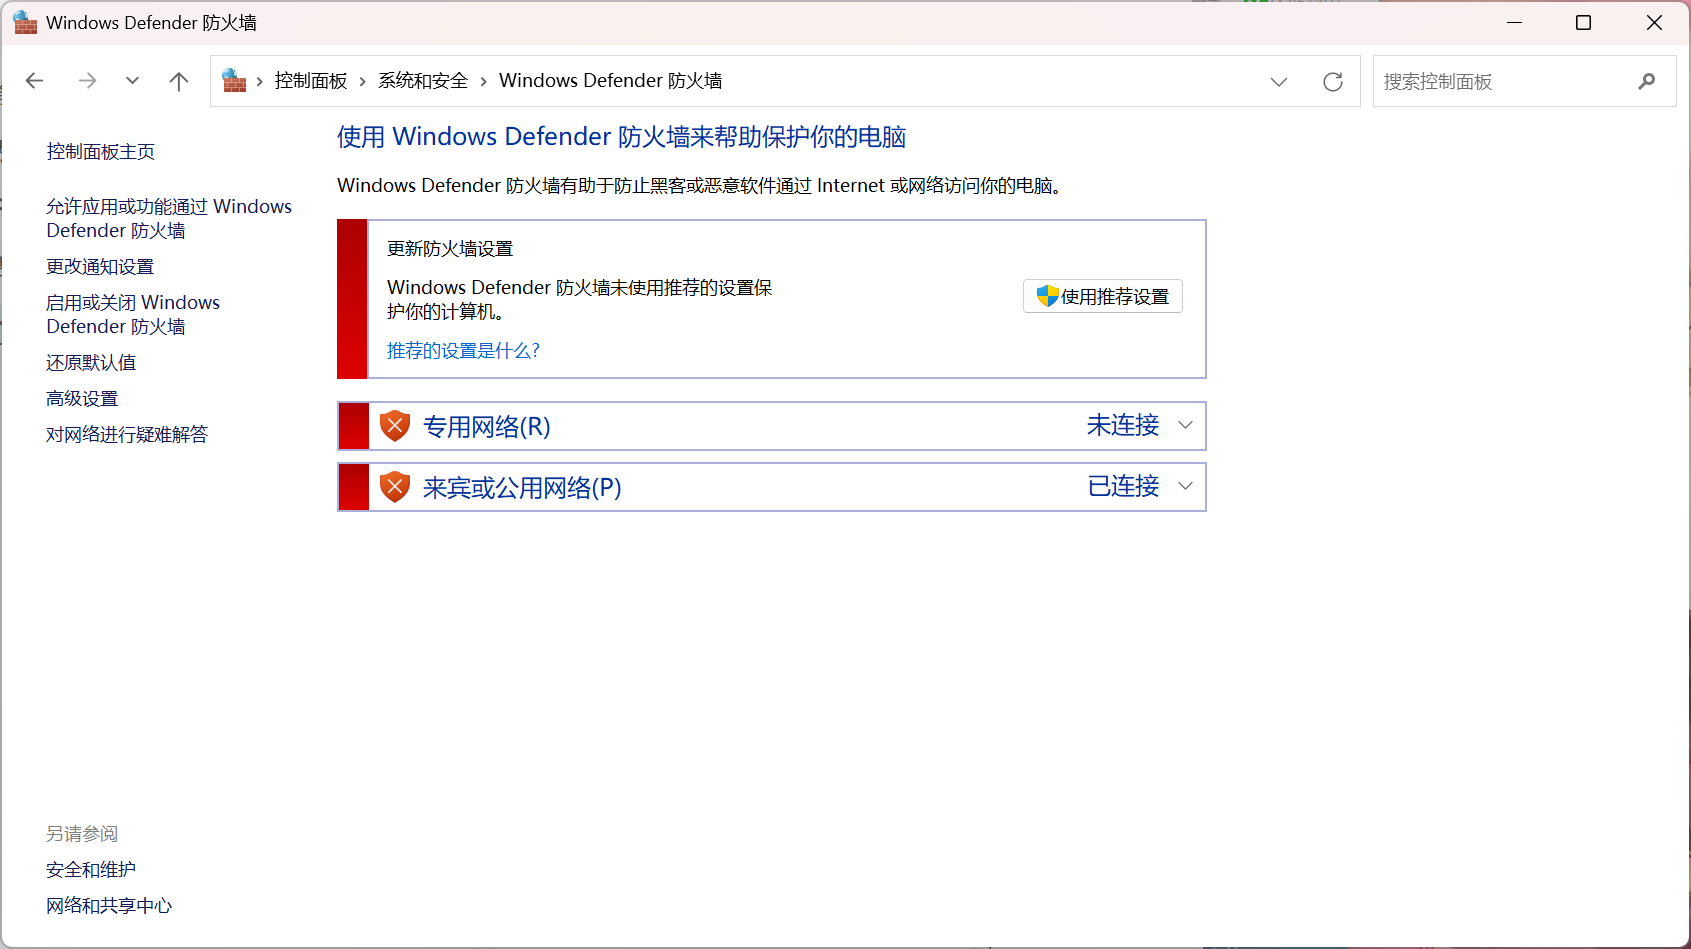 Windows Defender 防火墙
控制面板 › 系统和安全 › Windows Defender 防火墙
搜索控制面板
控制面板主页
允许应用或功能通过 Windows
Defender 防火墙
更改通知设置
启用或关闭 Windows
Defender 防火墙
还原默认值
高级设置
对网络进行疑难解答
使用 Windows Defender 防火墙来帮助保护你的电脑
Windows Defender 防火墙有助于防止黑客或恶意软件通过 Internet 或网络访问你的电脑。
更新防火墙设置
Windows Defender 防火墙未使用推荐的设置保
护你的计算机。
使用推荐设置
推荐的设置是什么?
专用网络(R) 未连接
来宾或公用网络(P) 已连接
另请参阅
安全和维护
网络和共享中心